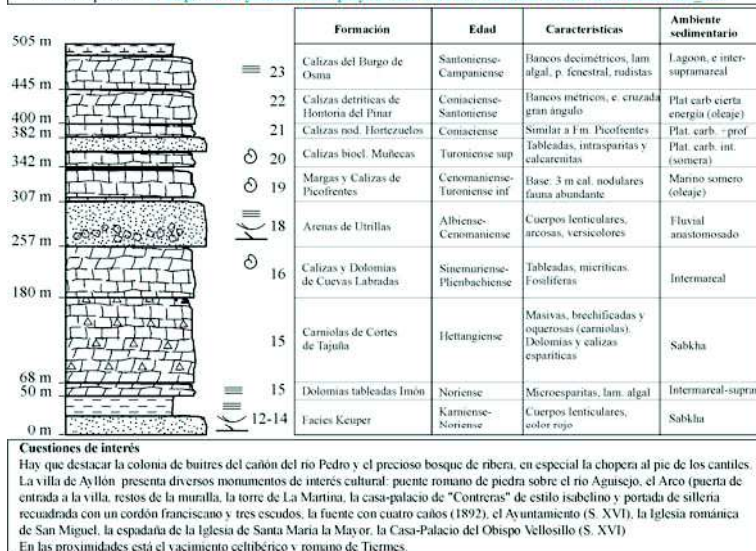 505 m
445 m
400 m
382 m
342 m
307 m
257 m
180 m
68 m
50 m
0 m
Formación Edad Características Ambiente sedimentario
23 Calizas del Burgo de Osma Santoniense-Campaniense Bancos decimétricos, lam algal, p. fenestral, rudistas Lagoon, e inter-supramareal
22 Calizas detríticas de Hontoria del Pinar Coniaciense-Santoniense Bancos métricos, e. cruzada gran ángulo Plat carb cierta energía (oleaje)
21 Calizas nod. Hortezuelos Coniaciense Similar a Fm. Picofrentes Plat. carb. +prof
20 Calizas biocl. Muñecas Turoniense sup Tableadas, intrasparitas y calcarenitas Plat. carb. int. (somera)
19 Margas y Calizas de Picofrentes Cenomaniense-Turoniense inf Base: 3 m cal. nodulares fauna abundante Marino somero (oleaje)
18 Arenas de Utrillas Albiense-Cenomaniense Cuerpos lenticulares, arcosas, versicolores Fluvial anastomosado
16 Calizas y Dolomías de Cuevas Labradas Sinemuriense-Plienbachiense Tableadas, micríticas. Fosilíferas Intermareal
15 Carniolas de Cortes de Tajuña Hettangiense Masivas, brechificadas y oquerosas (carniolas). Dolomías y calizas esparíticas Sabkha
15 Dolomías tableadas Imón Noriense Microesparitas, lam. algal Intermareal-supra
12-14 Facies Keuper Karniense-Noriense Cuerpos lenticulares, color rojo Sabkha
Cuestiones de interés
Hay que destacar la colonia de buitres del cañón del río Pedro y el precioso bosque de ribera, en especial la chopera al pie de los cantiles.
La villa de Ayllón presenta diversos monumentos de interés cultural: puente romano de piedra sobre el río Aguisejo, el Arco (puerta de
entrada a la villa, restos de la muralla, la torre de La Martina, la casa-palacio de "Contreras" de estilo isabelino y portada de sillería
recuadrada con un cordón franciscano y tres escudos, la fuente con cuatro caños (1892), el Ayuntamiento (S. XVI), la Iglesia románica
de San Miguel, la espadaña de la Iglesia de Santa María la Mayor, la Casa-Palacio del Obispo Vellosillo (S. XVI)
En las proximidades está el yacimiento celtibérico y romano de Tiermes.